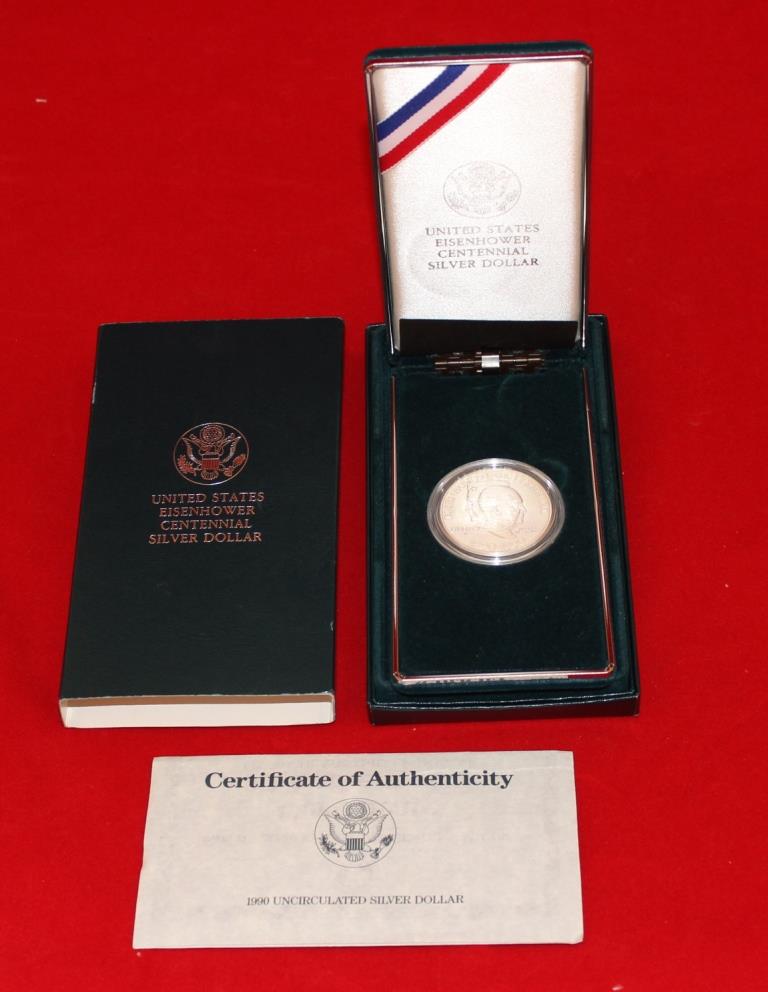 UNITED STATES
EISENHOWER
CENTENNIAL
SILVER DOLLAR
UNITED STATES
EISENHOWER
CENTENNIAL
SILVER DOLLAR
Certificate of Authenticity
1990 UNCIRCULATED SILVER DOLLAR